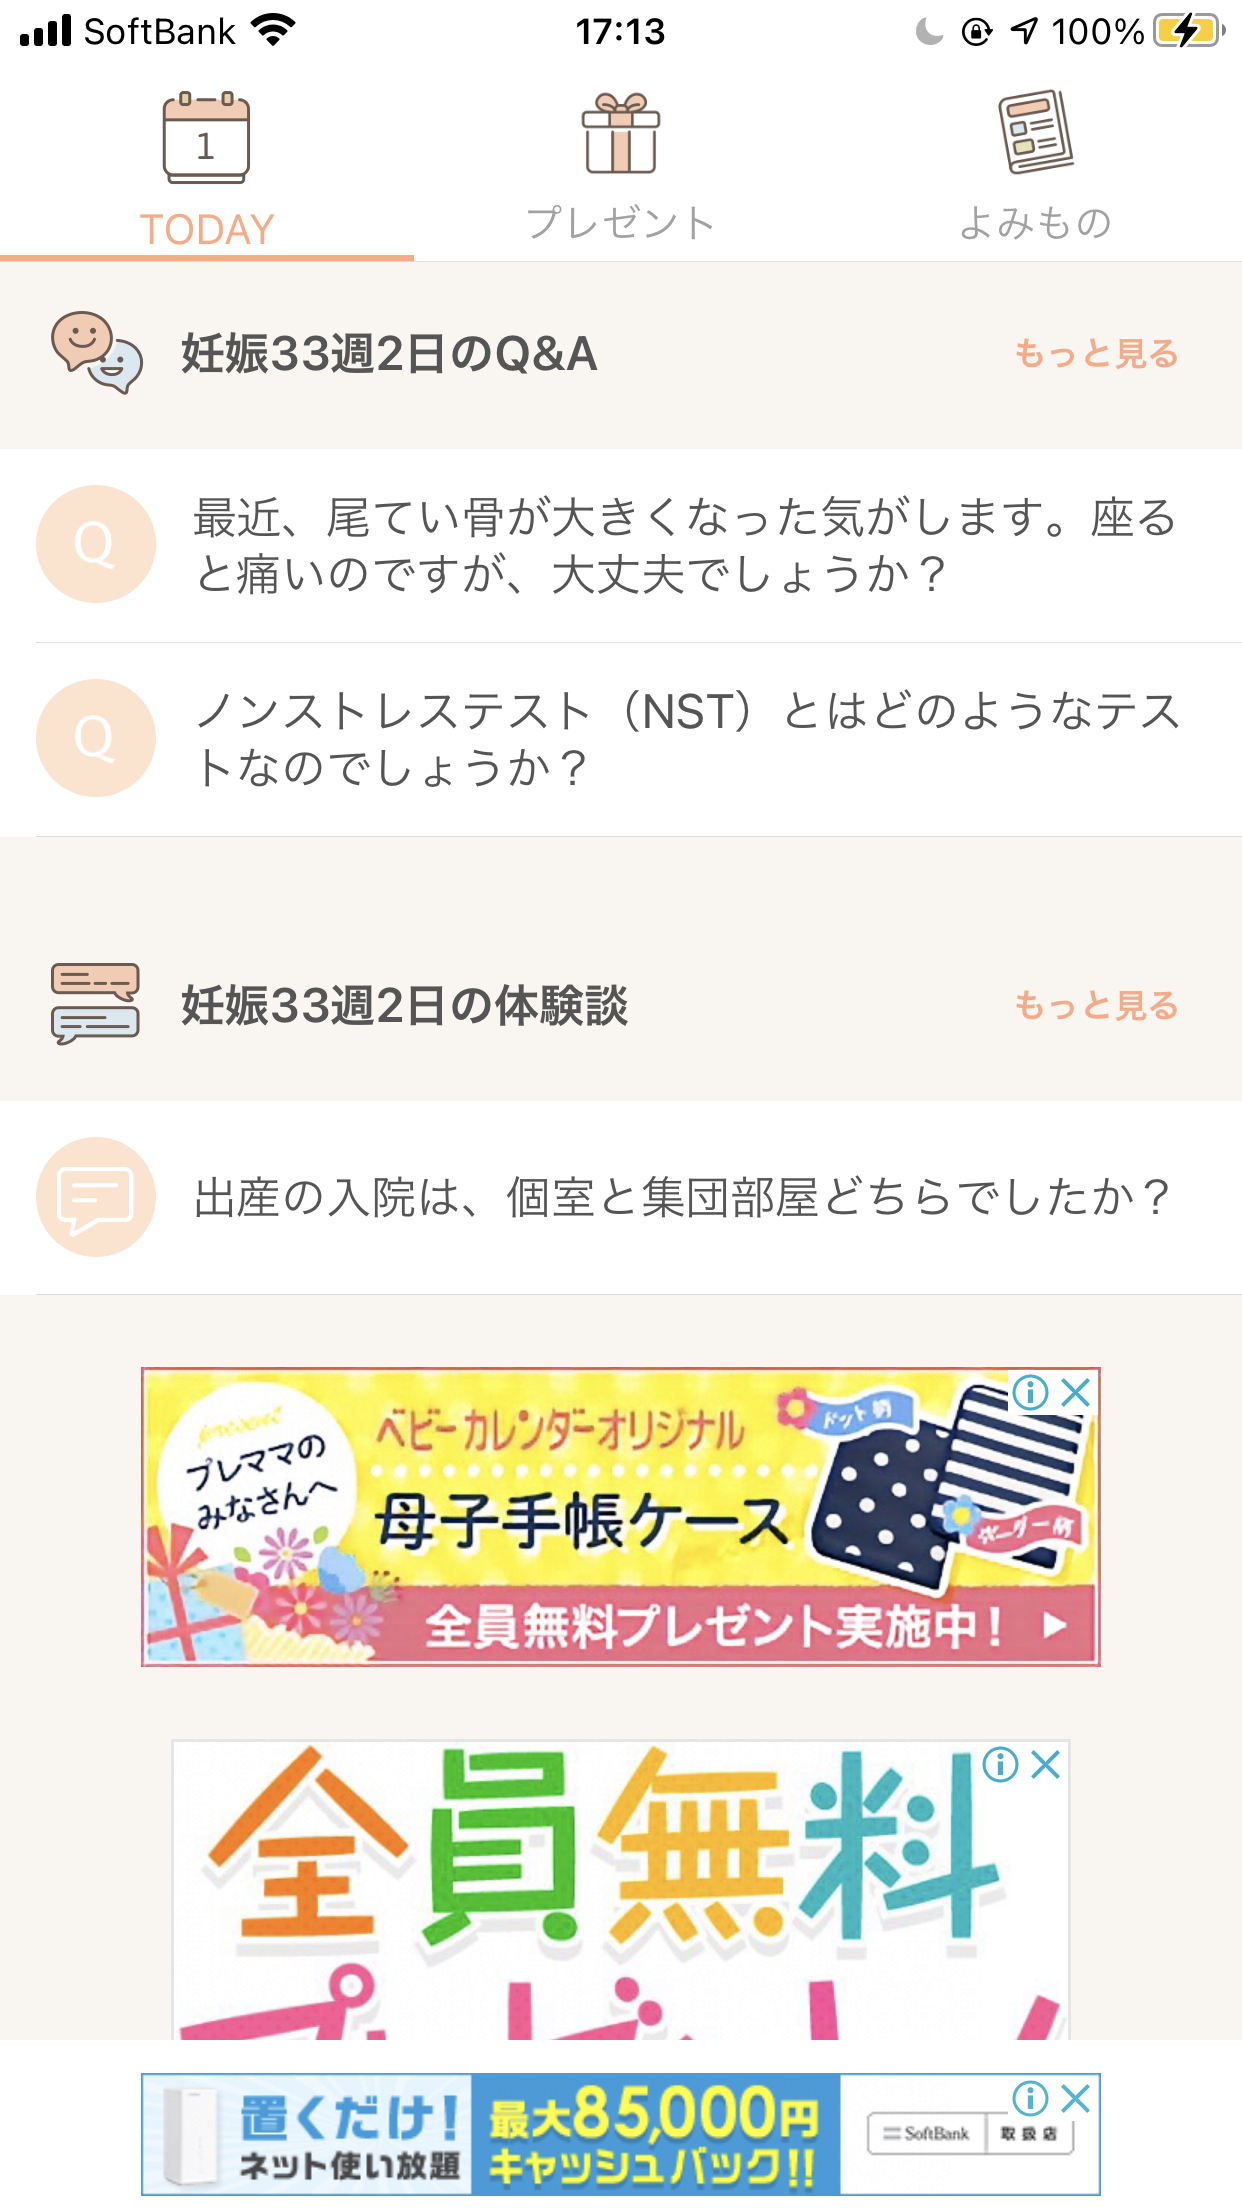 SoftBank 17:13 100%
1
TODAY プレゼント よみもの
妊娠33週2日のQ&A もっと見る
Q 最近、尾てい骨が大きくなった気がします。座る
と痛いのですが、大丈夫でしょうか？
Q ノンストレステスト（NST）とはどのようなテス
トなのでしょうか？
妊娠33週2日の体験談 もっと見る
出産の入院は、個室と集団部屋どちらでしたか？
プレママの
みなさんへ
ベビーカレンダーオリジナル
母子手帳ケース
ドット柄
ボーダー柄
全員無料プレゼント実施中！
全員無料
置くだけ！
ネット使い放題
最大85,000円
キャッシュバック!!
SoftBank 取扱店